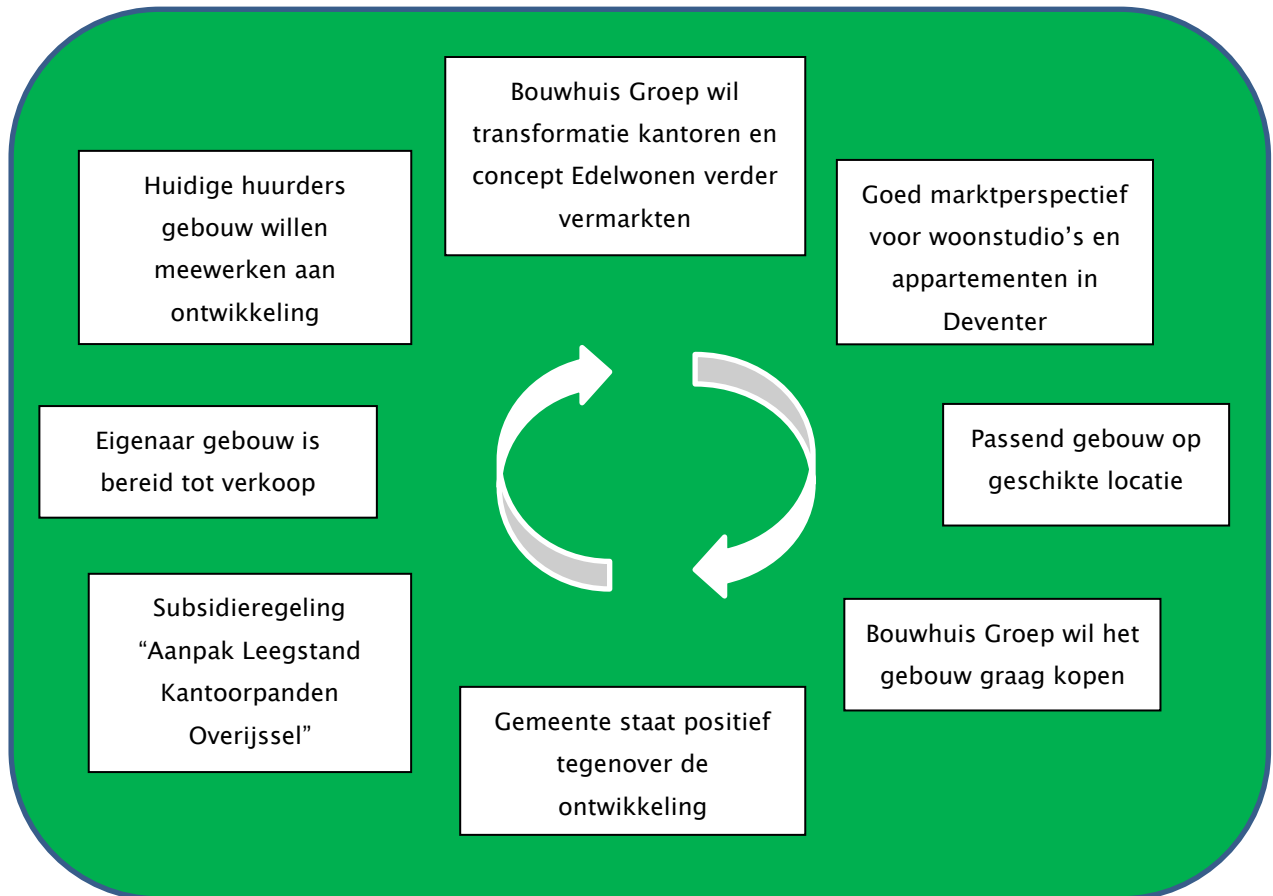 Bouwhuis Groep wil
transformatie kantoren en
concept Edelwonen verder
vermarkten
Goed marktperspectief
voor woonstudio’s en
appartementen in
Deventer
Passend gebouw op
geschikte locatie
Bouwhuis Groep wil het
gebouw graag kopen
Gemeente staat positief
tegenover de
ontwikkeling
Subsidieregeling
“Aanpak Leegstand
Kantoorpanden
Overijssel”
Eigenaar gebouw is
bereid tot verkoop
Huidige huurders
gebouw willen
meewerken aan
ontwikkeling